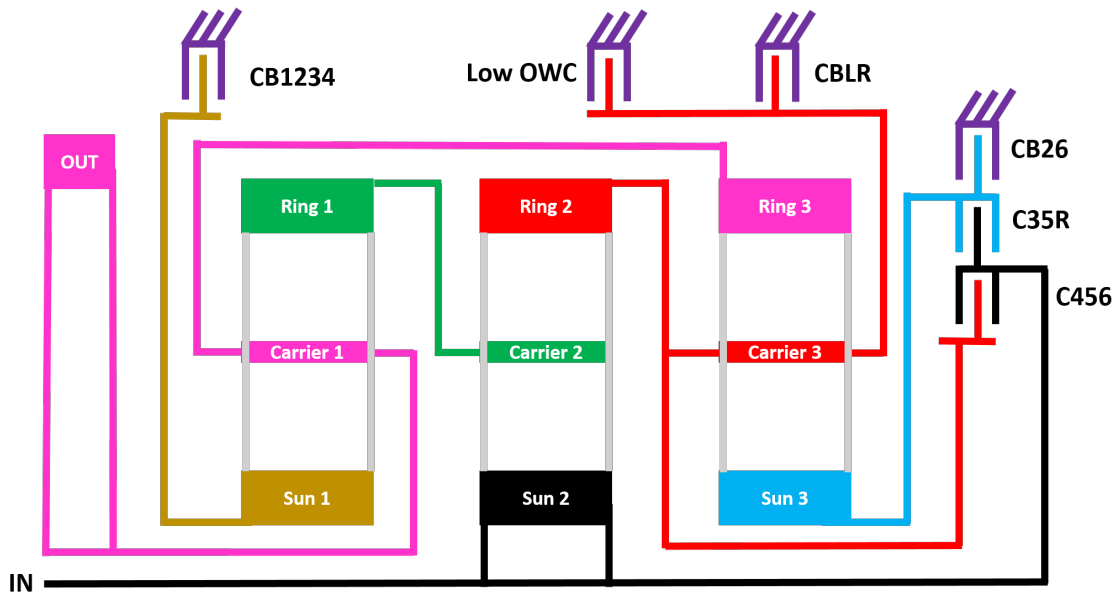 CB1234
Low OWC
CBLR
CB26
OUT
C35R
Ring 1
Ring 2
Ring 3
C456
Carrier 1
Carrier 2
Carrier 3
Sun 1
Sun 2
Sun 3
IN